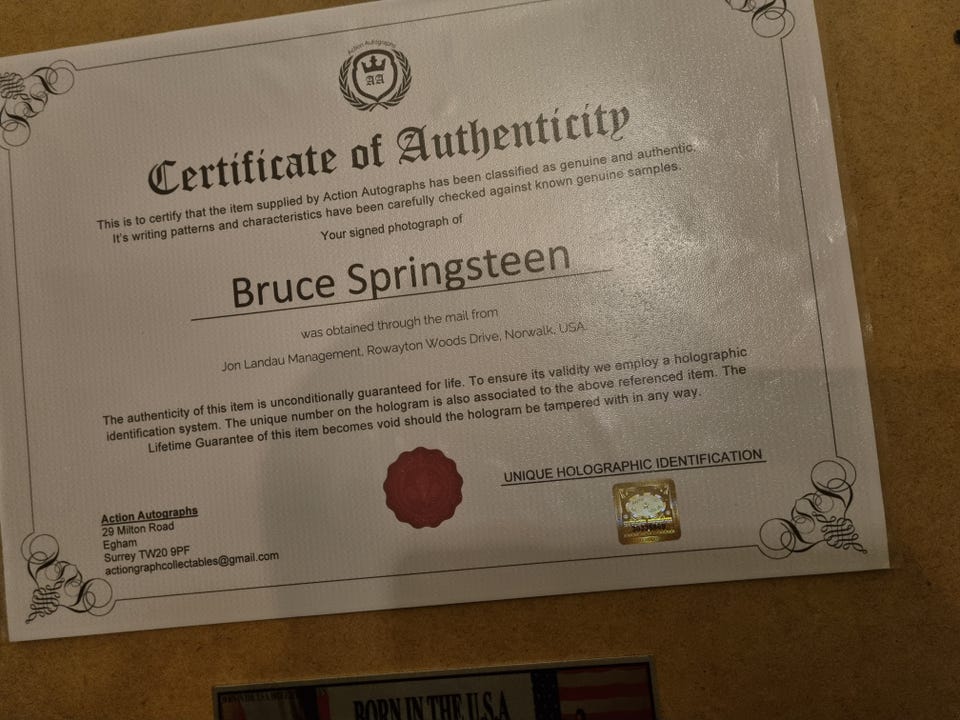 Action Autographs
AA
Certificate of Authenticity
This is to certify that the item supplied by Action Autographs has been classified as genuine and authentic.
It's writing patterns and characteristics have been carefully checked against known genuine samples.
Your signed photograph of
Bruce Springsteen
was obtained through the mail from
Jon Landau Management, Rowayton Woods Drive, Norwalk, USA.
The authenticity of this item is unconditionally guaranteed for life. To ensure its validity we employ a holographic
identification system. The unique number on the hologram is also associated to the above referenced item. The
Lifetime Guarantee of this item becomes void should the hologram be tampered with in any way.
UNIQUE HOLOGRAPHIC IDENTIFICATION
Action Autographs
29 Milton Road
Egham
Surrey TW20 9PF
actiongraphcollectables@gmail.com
BORN IN THE U.S.A